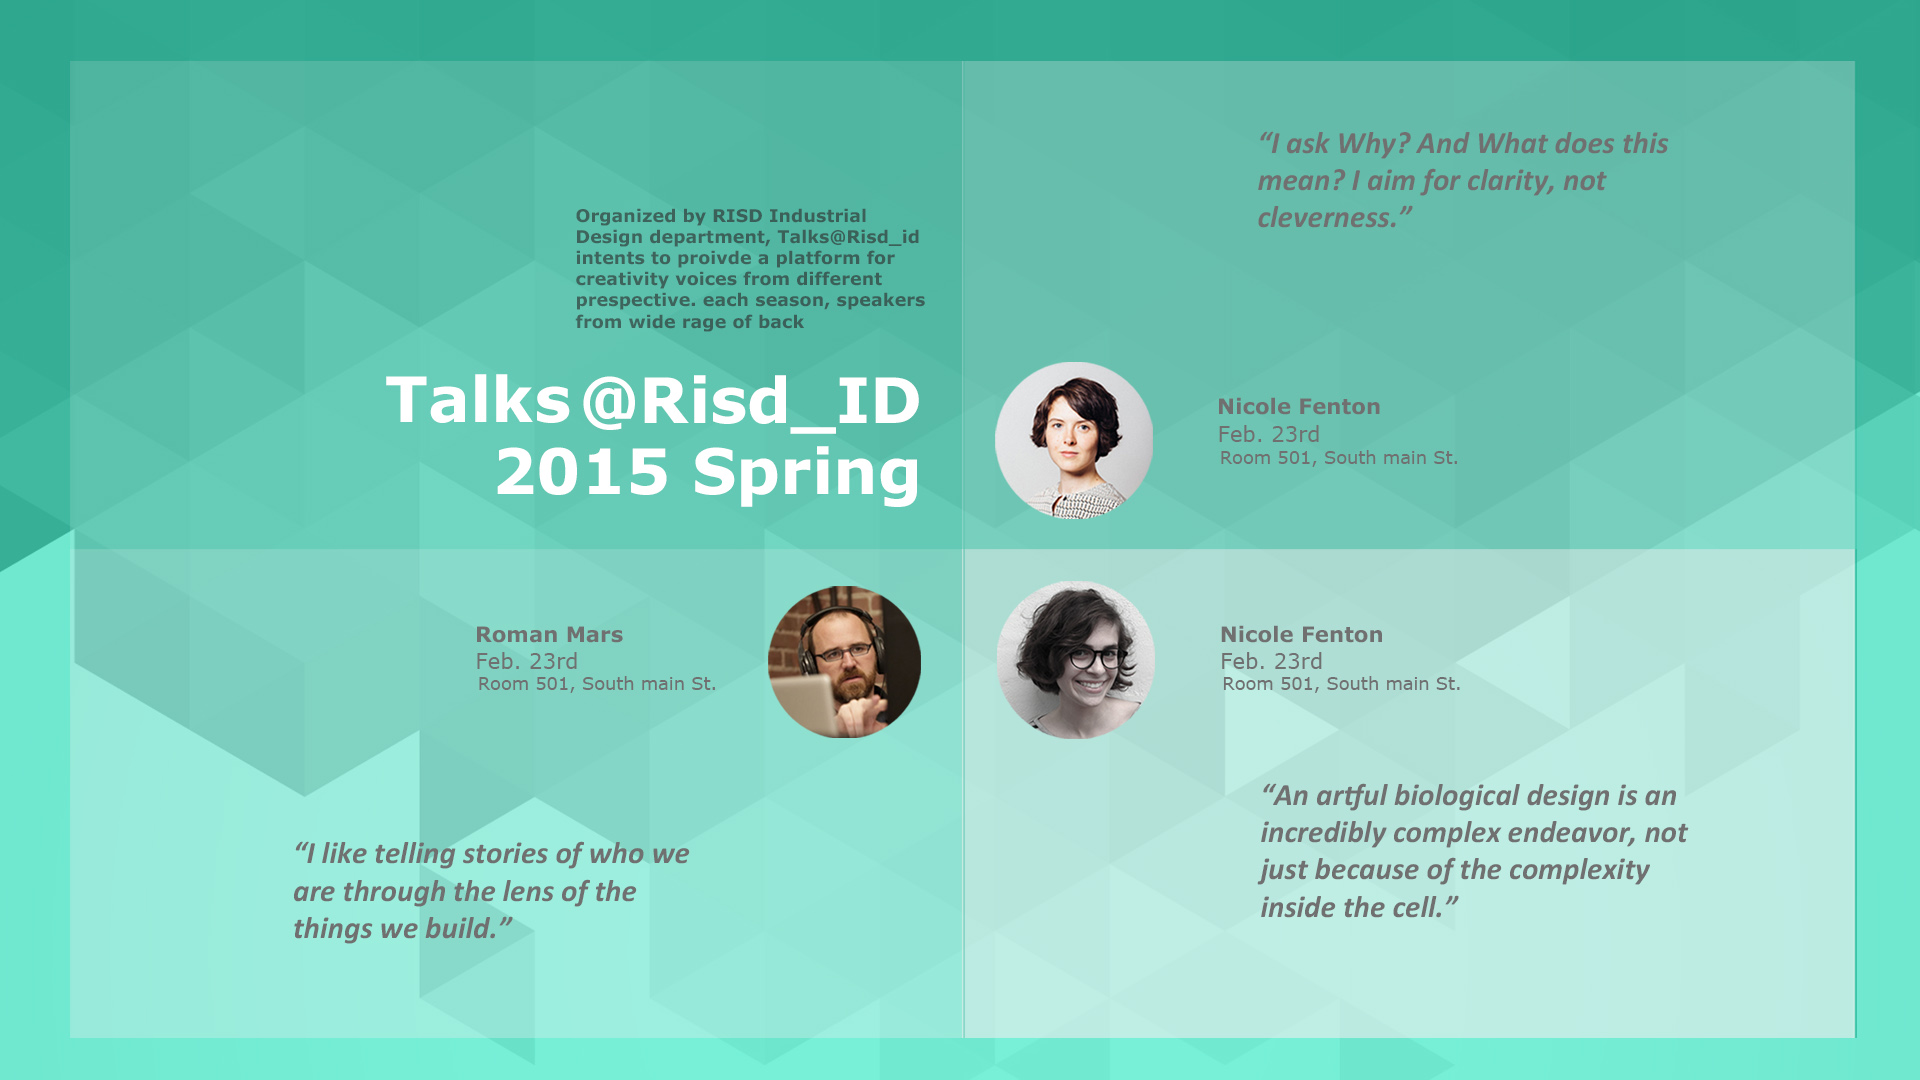 Organized by RISD Industrial
Design department, Talks@Risd_id
intents to proivde a platform for
creativity voices from different
prespective. each season, speakers
from wide rage of back
Talks@Risd_ID
2015 Spring
“I ask Why? And What does this
mean? I aim for clarity, not
cleverness.”
Nicole Fenton
Feb. 23rd
Room 501, South main St.
Roman Mars
Feb. 23rd
Room 501, South main St.
“I like telling stories of who we
are through the lens of the
things we build.”
Nicole Fenton
Feb. 23rd
Room 501, South main St.
“An artful biological design is an
incredibly complex endeavor, not
just because of the complexity
inside the cell.”